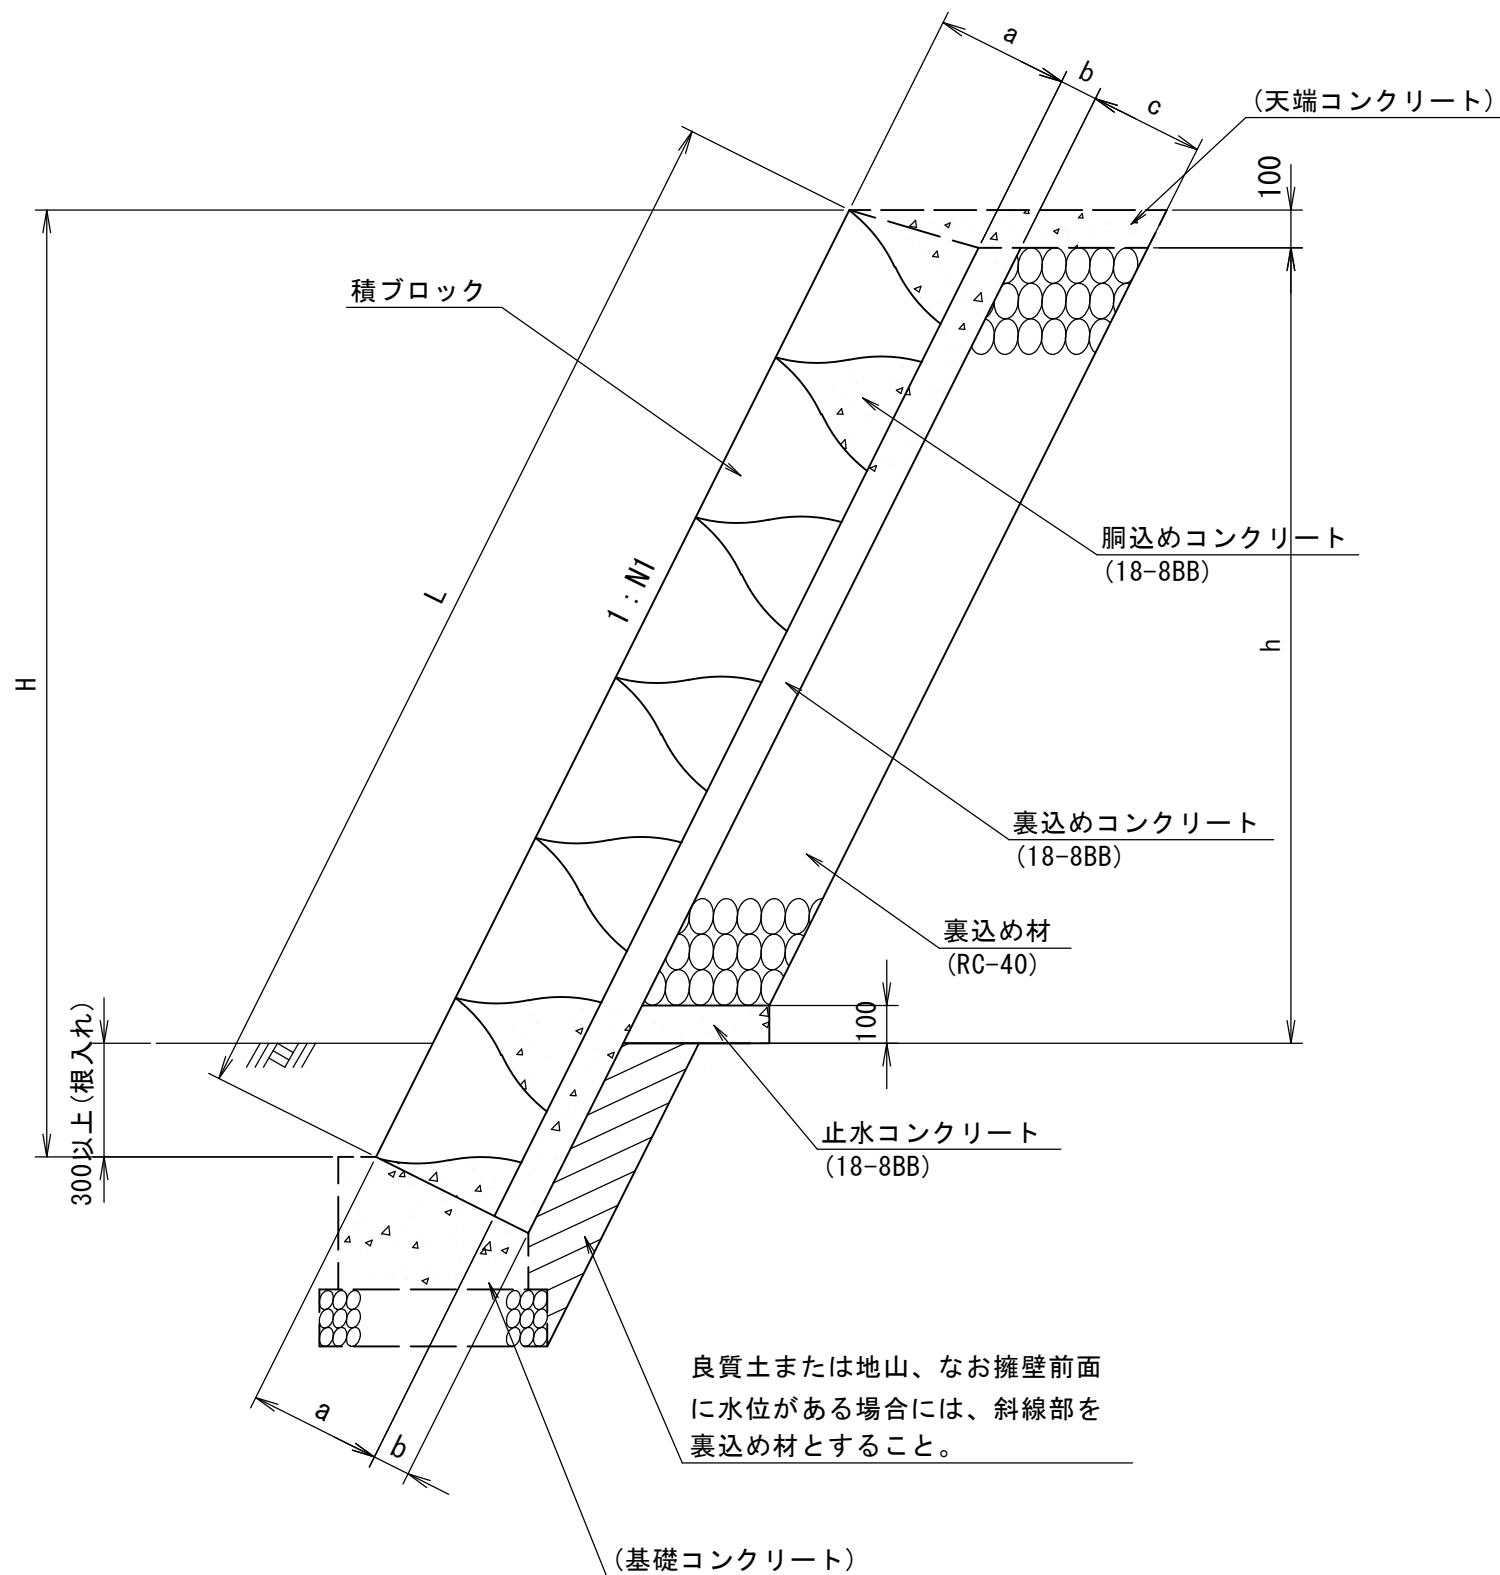 a
b
c
(天端コンクリート)
100
積ブロック
L
1：N1
H
胴込めコンクリート
(18-8BB)
h
裏込めコンクリート
(18-8BB)
裏込め材
(RC-40)
100
300以上(根入れ)
止水コンクリート
(18-8BB)
良質土または地山、なお擁壁前面
に水位がある場合には、斜線部を
裏込め材とすること。
a
b
(基礎コンクリート)